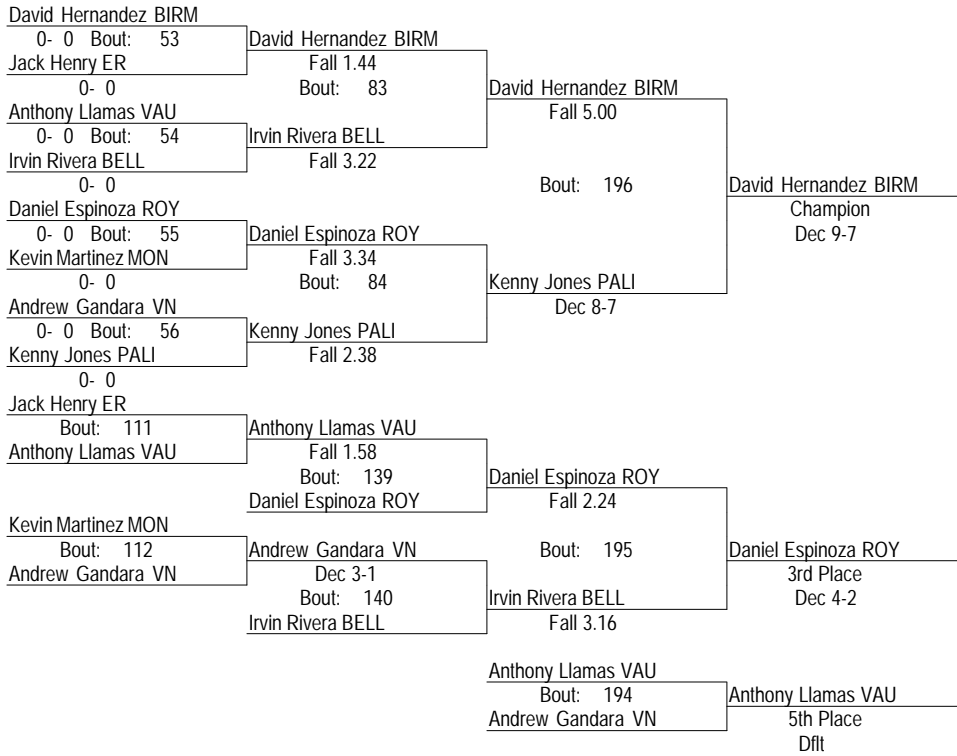 David Hernandez BIRM
0- 0 Bout: 53
David Hernandez BIRM
Jack Henry ER
Fall 1.44
0- 0
Bout: 83
David Hernandez BIRM
Anthony Llamas VAU
Fall 5.00
0- 0 Bout: 54
Irvin Rivera BELL
Irvin Rivera BELL
Fall 3.22
0- 0
Bout: 196
David Hernandez BIRM
Daniel Espinoza ROY
Champion
0- 0 Bout: 55
Daniel Espinoza ROY
Dec 9-7
Kevin Martinez MON
Fall 3.34
0- 0
Bout: 84
Kenny Jones PALI
Andrew Gandara VN
Dec 8-7
0- 0 Bout: 56
Kenny Jones PALI
Kenny Jones PALI
Fall 2.38
0- 0
Jack Henry ER
Bout: 111
Anthony Llamas VAU
Anthony Llamas VAU
Fall 1.58
Bout: 139
Daniel Espinoza ROY
Daniel Espinoza ROY
Fall 2.24
Kevin Martinez MON
Bout: 112
Andrew Gandara VN
Bout: 195
Daniel Espinoza ROY
Andrew Gandara VN
Dec 3-1
3rd Place
Bout: 140
Irvin Rivera BELL
Dec 4-2
Irvin Rivera BELL
Fall 3.16
Anthony Llamas VAU
Bout: 194
Anthony Llamas VAU
Andrew Gandara VN
5th Place
Dflt